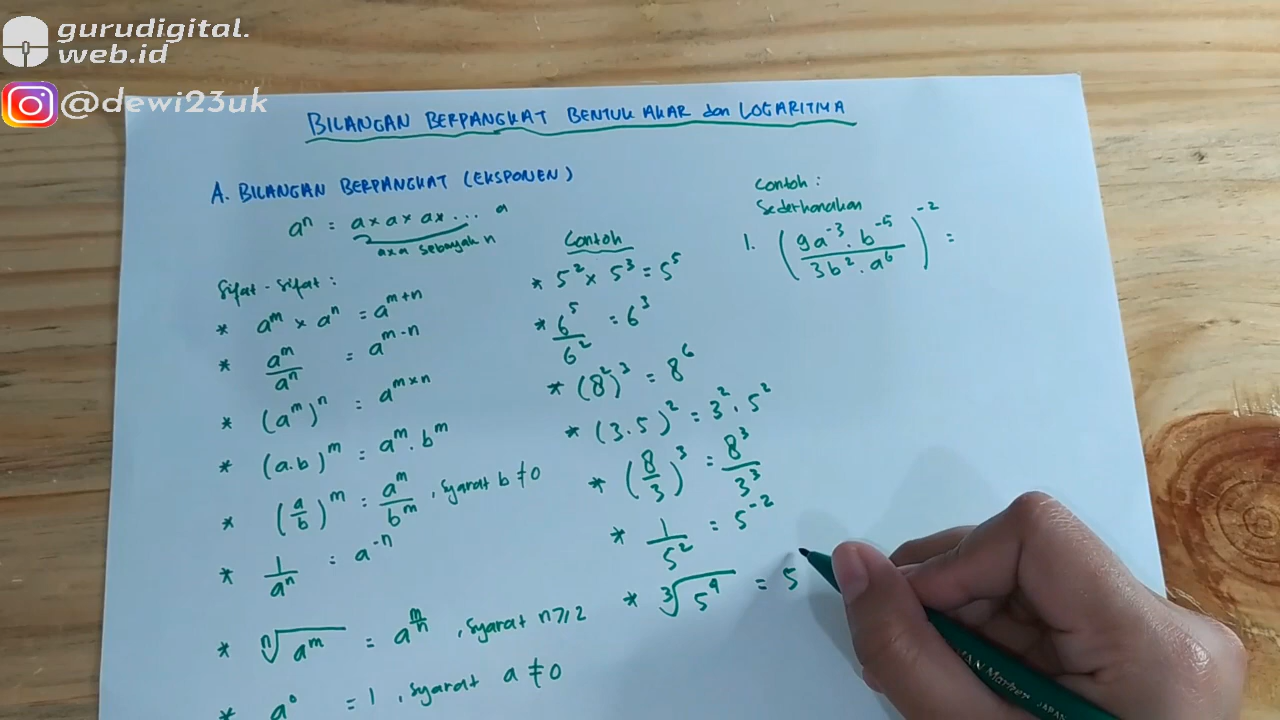 gurudigital.
web.id
@dewi23uk
BILANGAN BERPANGKAT BENTUK AKAR dan LOGARITMA
A. BILANGAN BERPANGKAT (EKSPONEN)
aⁿ = a × a × a × ... a
axa sebanyak n
Sifat - Sifat :
* aᵐ × aⁿ = aᵐ⁺ⁿ
* aᵐ/aⁿ = aᵐ⁻ⁿ
* (aᵐ)ⁿ = aᵐˣⁿ
* (a.b)ᵐ = aᵐ . bᵐ
* (a/b)ᵐ = aᵐ/bᵐ , syarat b ≠ 0
* 1/aⁿ = a⁻ⁿ
* ⁿ√aᵐ = a^(m/n) , syarat n ≥ 2
* a⁰ = 1 , syarat a ≠ 0
Contoh
* 5² × 5³ = 5⁵
* 6⁵/6² = 6³
* (8²)³ = 8⁶
* (3.5)² = 3² . 5²
* (8/3)³ = 8³/3³
* 1/5² = 5⁻²
* ³√5⁹ = 5
Contoh :
Sederhanakan
1. (9a⁻³ . b⁻⁵ / 3b² . a⁶)⁻² =